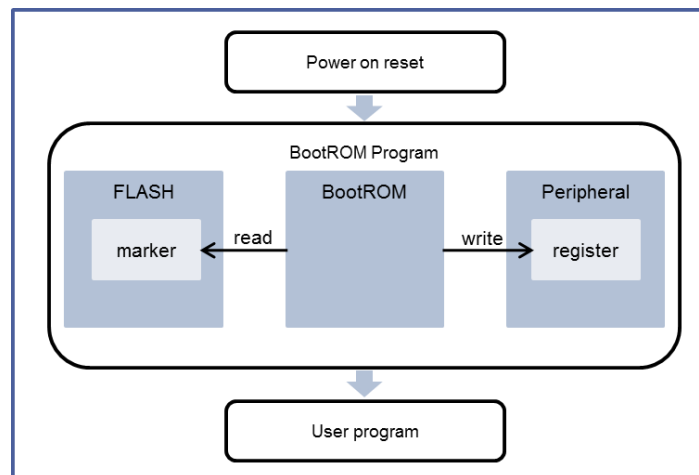 Power on reset
BootROM Program
FLASH
BootROM
Peripheral
marker
read
write
register
User program